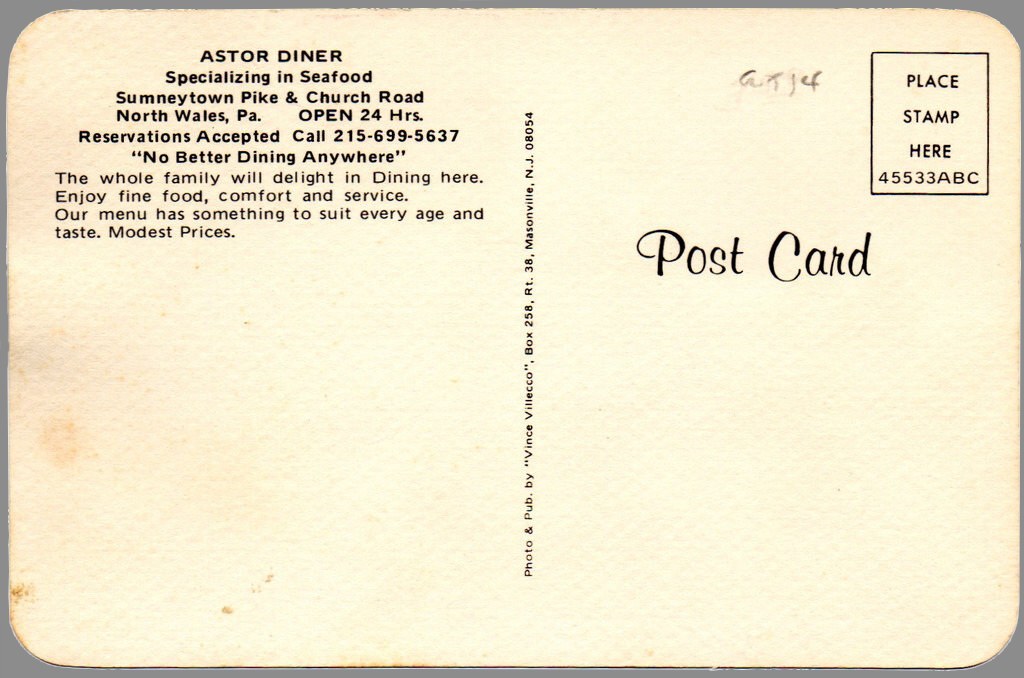 ASTOR DINER
Specializing in Seafood
Sumneytown Pike & Church Road
North Wales, Pa. OPEN 24 Hrs.
Reservations Accepted Call 215-699-5637
"No Better Dining Anywhere"
The whole family will delight in Dining here.
Enjoy fine food, comfort and service.
Our menu has something to suit every age and
taste. Modest Prices.
Photo & Pub. by "Vince Villecco", Box 258, Rt. 38, Masonville, N.J. 08054
PLACE
STAMP
HERE
45533ABC
Post Card